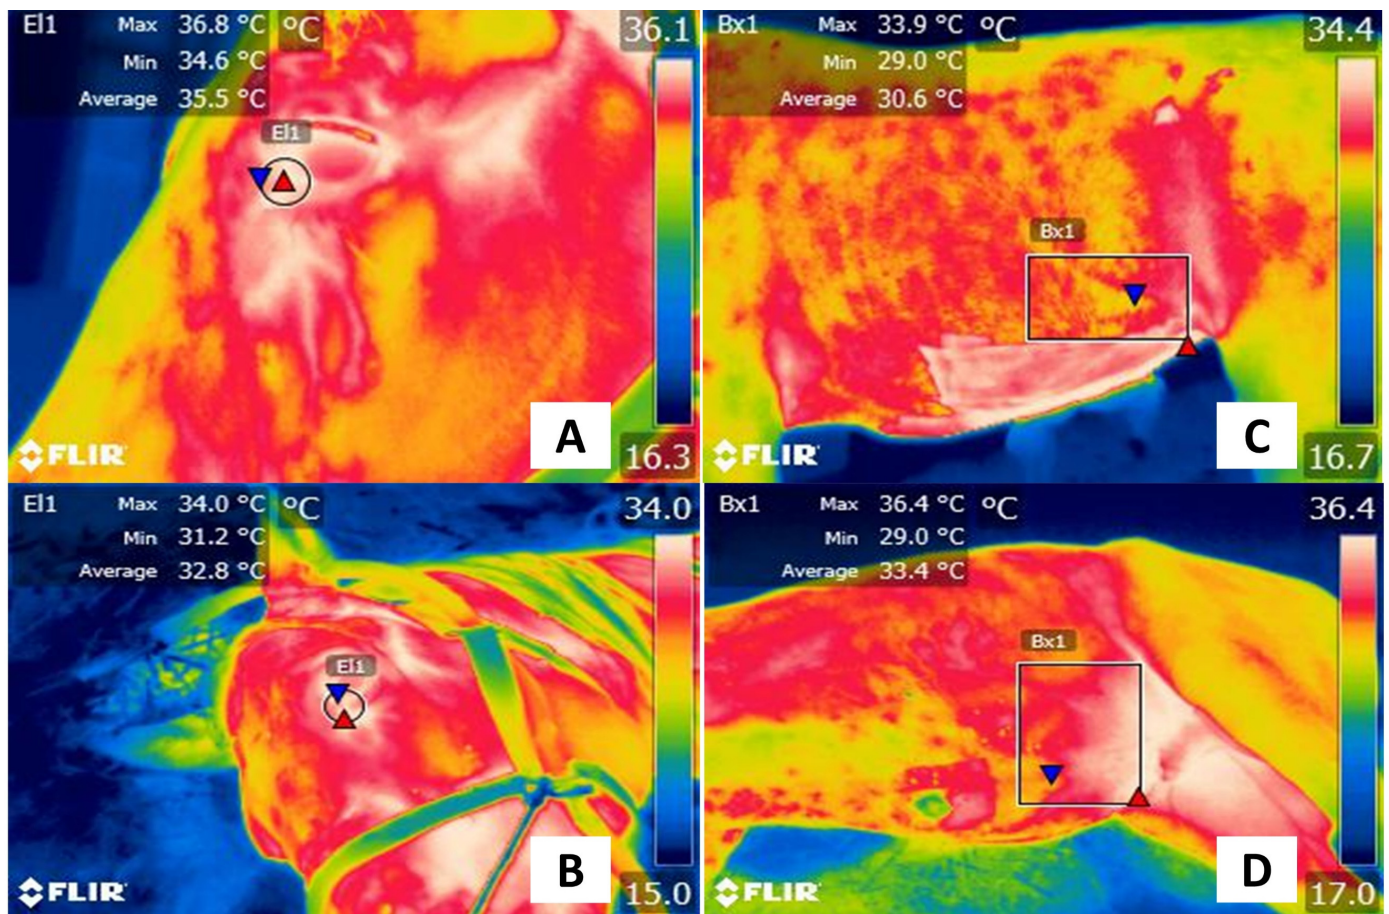 El1 Max 36.8 °C °C 36.1
Min 34.6 °C
Average 35.5 °C
El1
A
FLIR 16.3
Bx1 Max 33.9 °C °C 34.4
Min 29.0 °C
Average 30.6 °C
Bx1
C
FLIR 16.7
El1 Max 34.0 °C °C 34.0
Min 31.2 °C
Average 32.8 °C
El1
B
FLIR 15.0
Bx1 Max 36.4 °C °C 36.4
Min 29.0 °C
Average 33.4 °C
Bx1
D
FLIR 17.0